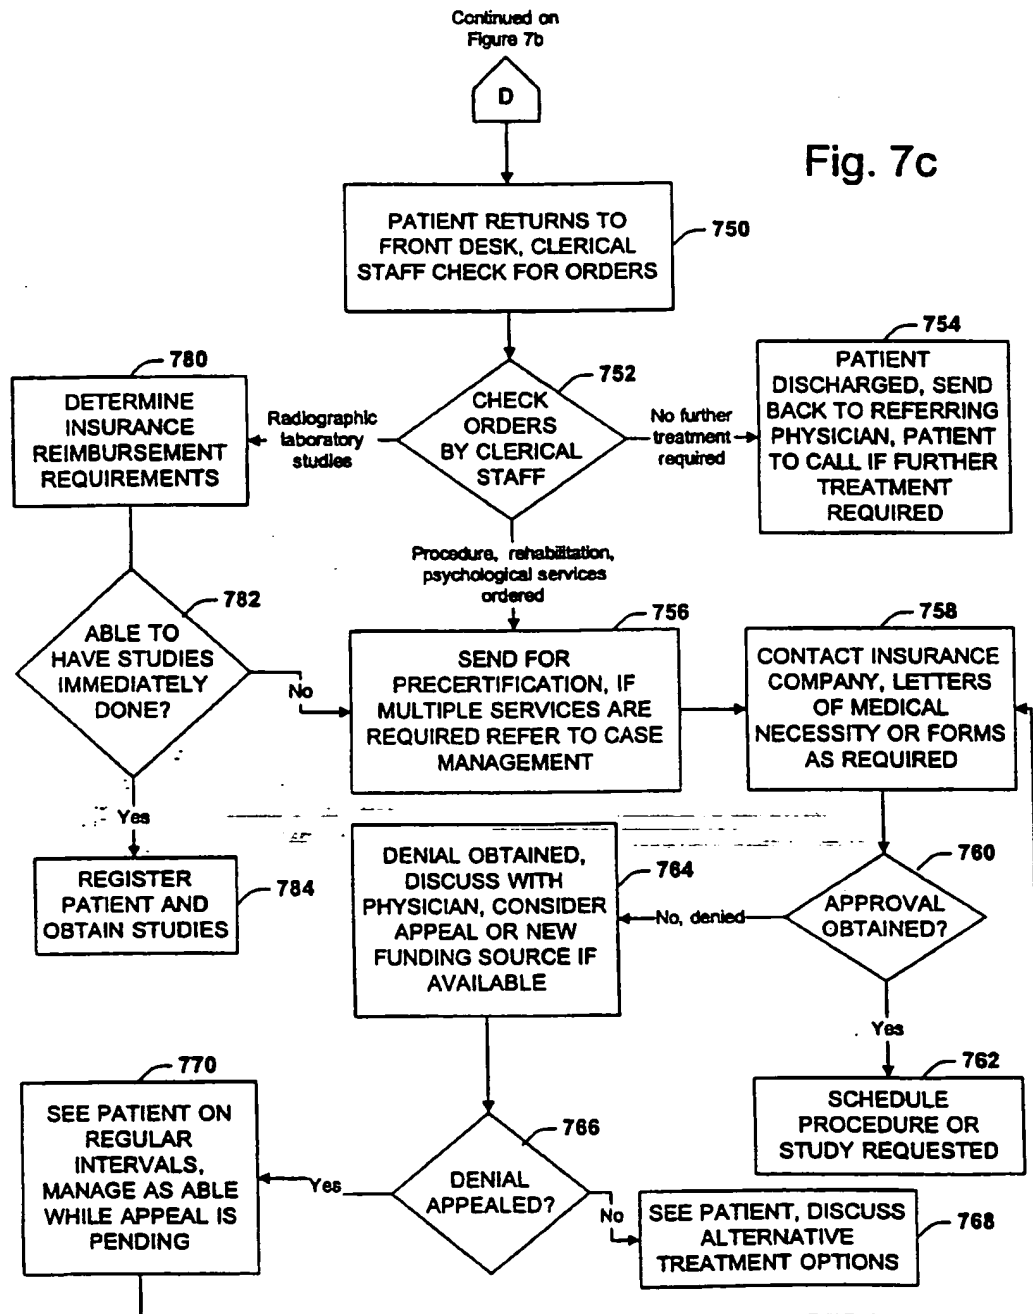 Continued on
Figure 7b
D
Fig. 7c
PATIENT RETURNS TO
FRONT DESK, CLERICAL
STAFF CHECK FOR ORDERS
750
752
CHECK
ORDERS
BY CLERICAL
STAFF
No further
treatment
required
754
PATIENT
DISCHARGED, SEND
BACK TO REFERRING
PHYSICIAN, PATIENT
TO CALL IF FURTHER
TREATMENT
REQUIRED
Radiographic
laboratory
studies
780
DETERMINE
INSURANCE
REIMBURSEMENT
REQUIREMENTS
Procedure, rehabilitation,
psychological services
ordered
782
ABLE TO
HAVE STUDIES
IMMEDIATELY
DONE?
No
756
SEND FOR
PRECERTIFICATION, IF
MULTIPLE SERVICES ARE
REQUIRED REFER TO CASE
MANAGEMENT
758
CONTACT INSURANCE
COMPANY, LETTERS
OF MEDICAL
NECESSITY OR FORMS
AS REQUIRED
Yes
REGISTER
PATIENT AND
OBTAIN STUDIES
784
DENIAL OBTAINED,
DISCUSS WITH
PHYSICIAN, CONSIDER
APPEAL OR NEW
FUNDING SOURCE IF
AVAILABLE
764
No, denied
760
APPROVAL
OBTAINED?
Yes
762
SCHEDULE
PROCEDURE OR
STUDY REQUESTED
770
SEE PATIENT ON
REGULAR
INTERVALS,
MANAGE AS ABLE
WHILE APPEAL IS
PENDING
Yes
766
DENIAL
APPEALED?
No
SEE PATIENT, DISCUSS
ALTERNATIVE
TREATMENT OPTIONS
768